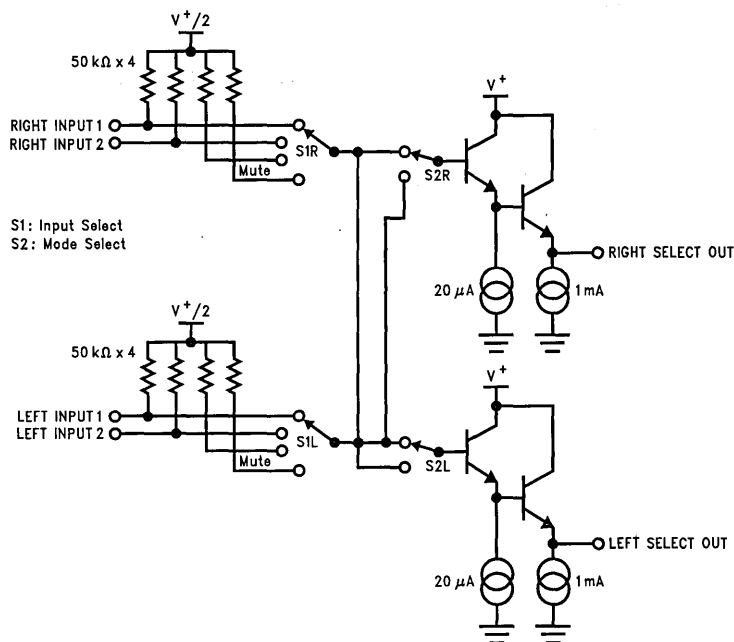 V+/2
50 kΩ x 4
V+
RIGHT INPUT 1
RIGHT INPUT 2
S1R
S2R
Mute
S1: Input Select
S2: Mode Select
RIGHT SELECT OUT
20 μA
1 mA
V+/2
50 kΩ x 4
V+
LEFT INPUT 1
LEFT INPUT 2
S1L
S2L
Mute
LEFT SELECT OUT
20 μA
1 mA